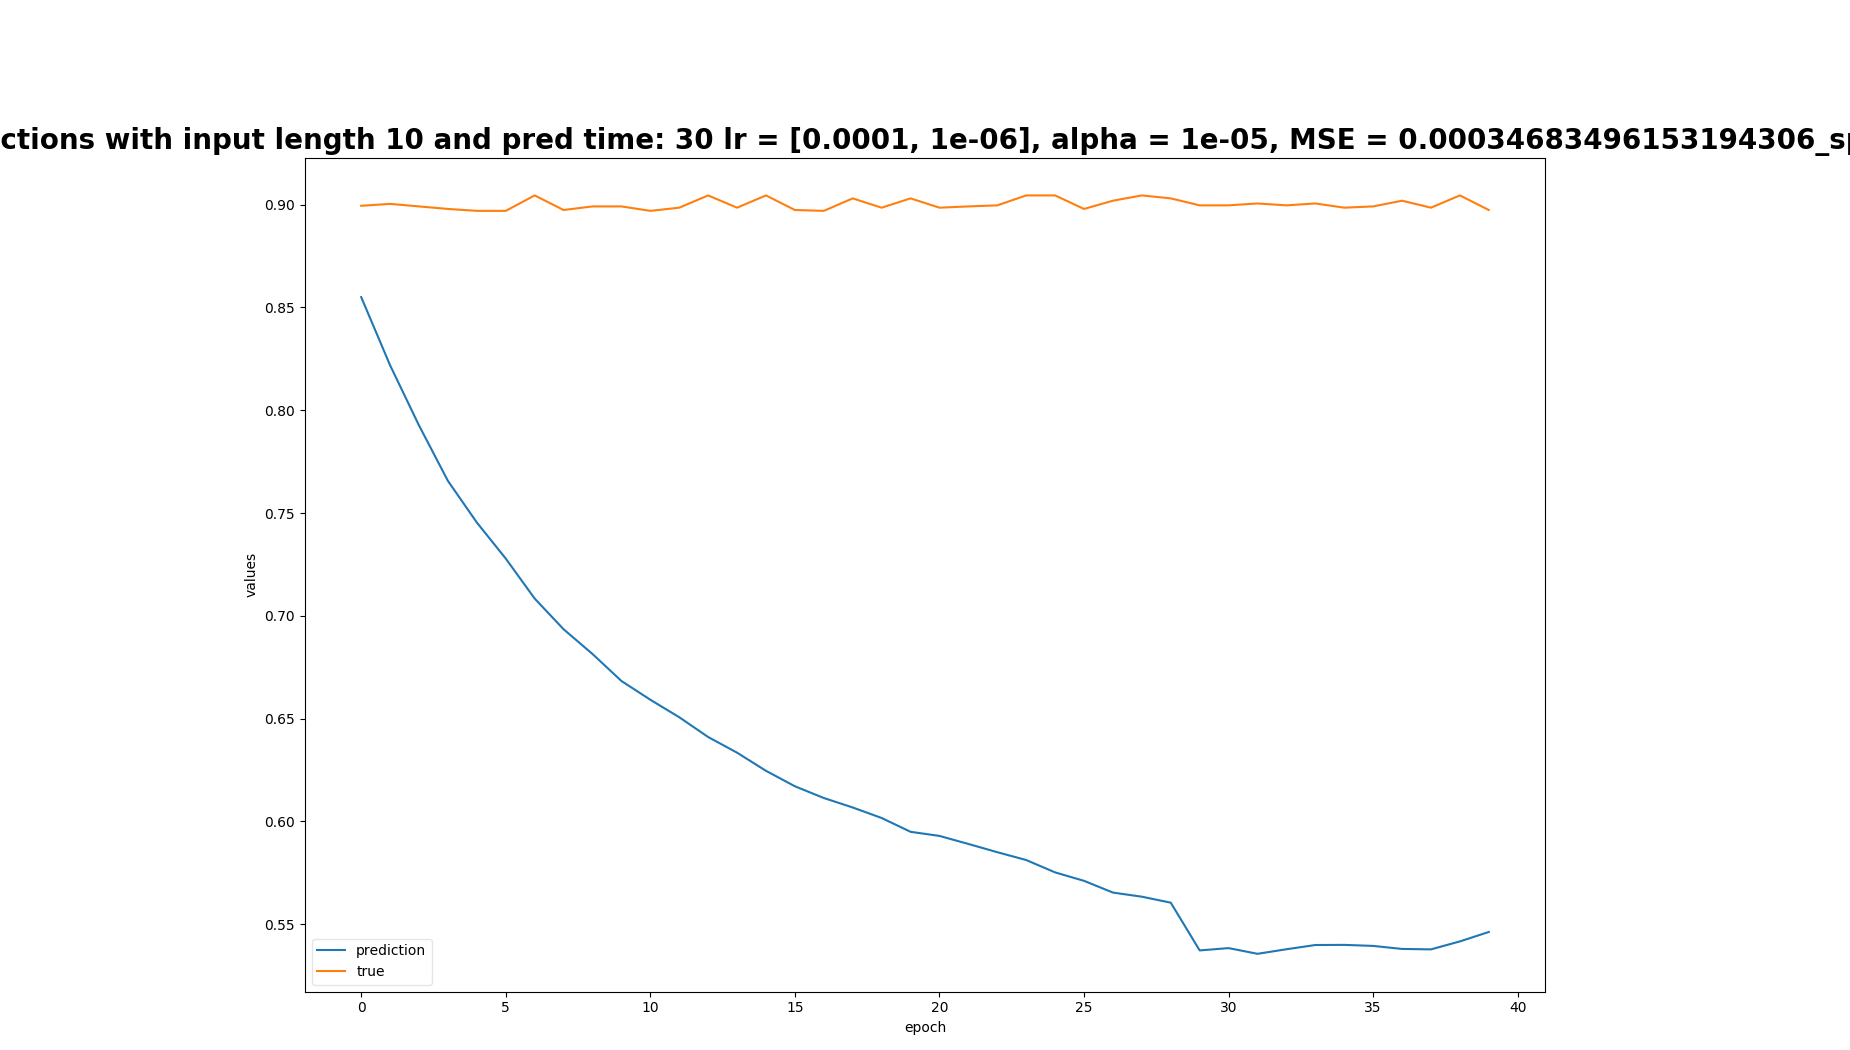 ctions with input length 10 and pred time: 30 lr = [0.0001, 1e-06], alpha = 1e-05, MSE = 0.00034683496153194306_sp
0.90
0.85
0.80
0.75
0.70
0.65
0.60
0.55
values
prediction
true
0 5 10 15 20 25 30 35 40
epoch